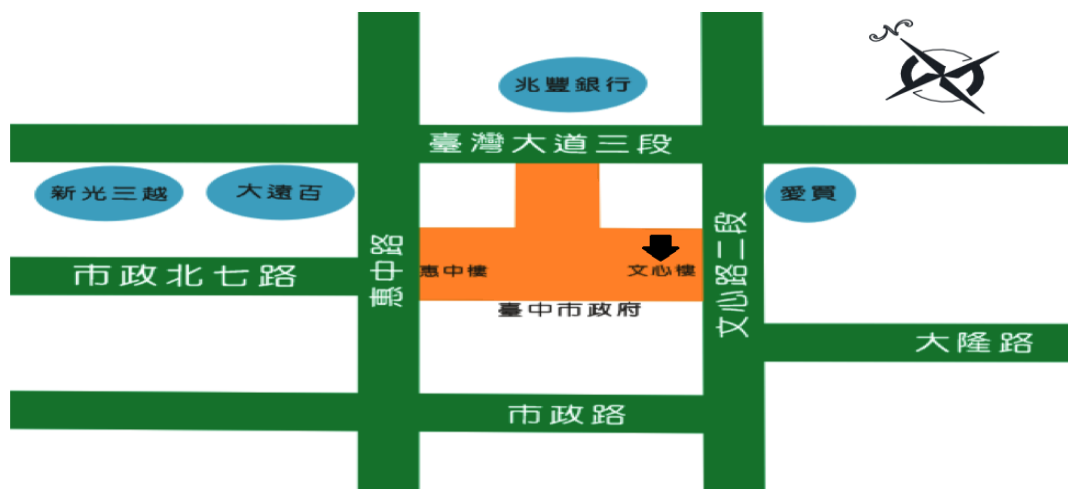 N
兆豐銀行
臺灣大道三段
新光三越
大遠百
愛買
惠中路
文心路二段
市政北七路
惠中樓
文心樓
臺中市政府
大隆路
市政路